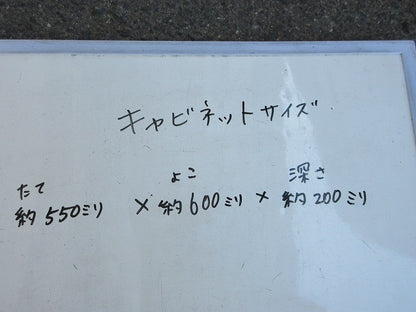 キャビネットサイズ
たて よこ 深さ
約550ミリ × 約600ミリ × 約200ミリ